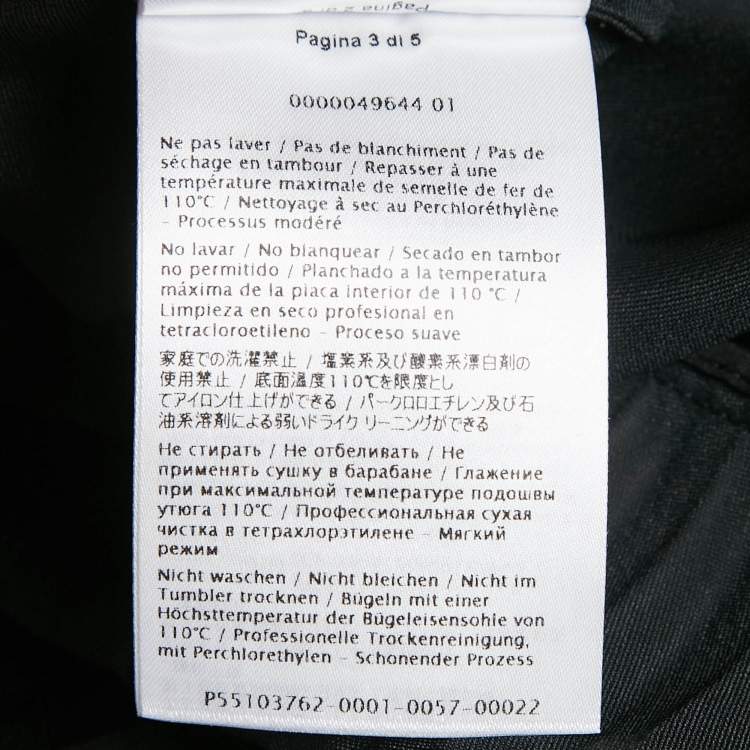 Pagina 3 di 5
0000049644 01
Ne pas laver / Pas de blanchiment / Pas de
séchage en tambour / Repasser à une
température maximale de semelle de fer de
110°C / Nettoyage à sec au Perchloréthylène
- Processus modéré
No lavar / No blanquear / Secado en tambor
no permitido / Planchado a la temperatura
máxima de la placa interior de 110 °C /
Limpieza en seco profesional en
tetracloroetileno - Proceso suave
家庭での洗濯禁止 / 塩素系及び酸素系漂白剤の
使用禁止 / 底面温度110℃を限度とし
てアイロン仕上げができる / パークロロエチレン及び石
油系溶剤による弱いドライクリーニングができる
Не стирать / Не отбеливать / Не
применять сушку в барабане / Глажение
при максимальной температуре подошвы
утюга 110°C / Профессиональная сухая
чистка в тетрахлорэтилене - Мягкий
режим
Nicht waschen / Nicht bleichen / Nicht im
Tumbler trocknen / Bügeln mit einer
Höchsttemperatur der Bügeleisensohle von
110°C / Professionelle Trockenreinigung,
mit Perchlorethylen - Schonender Prozess
PS5103762-0001-0057-00022